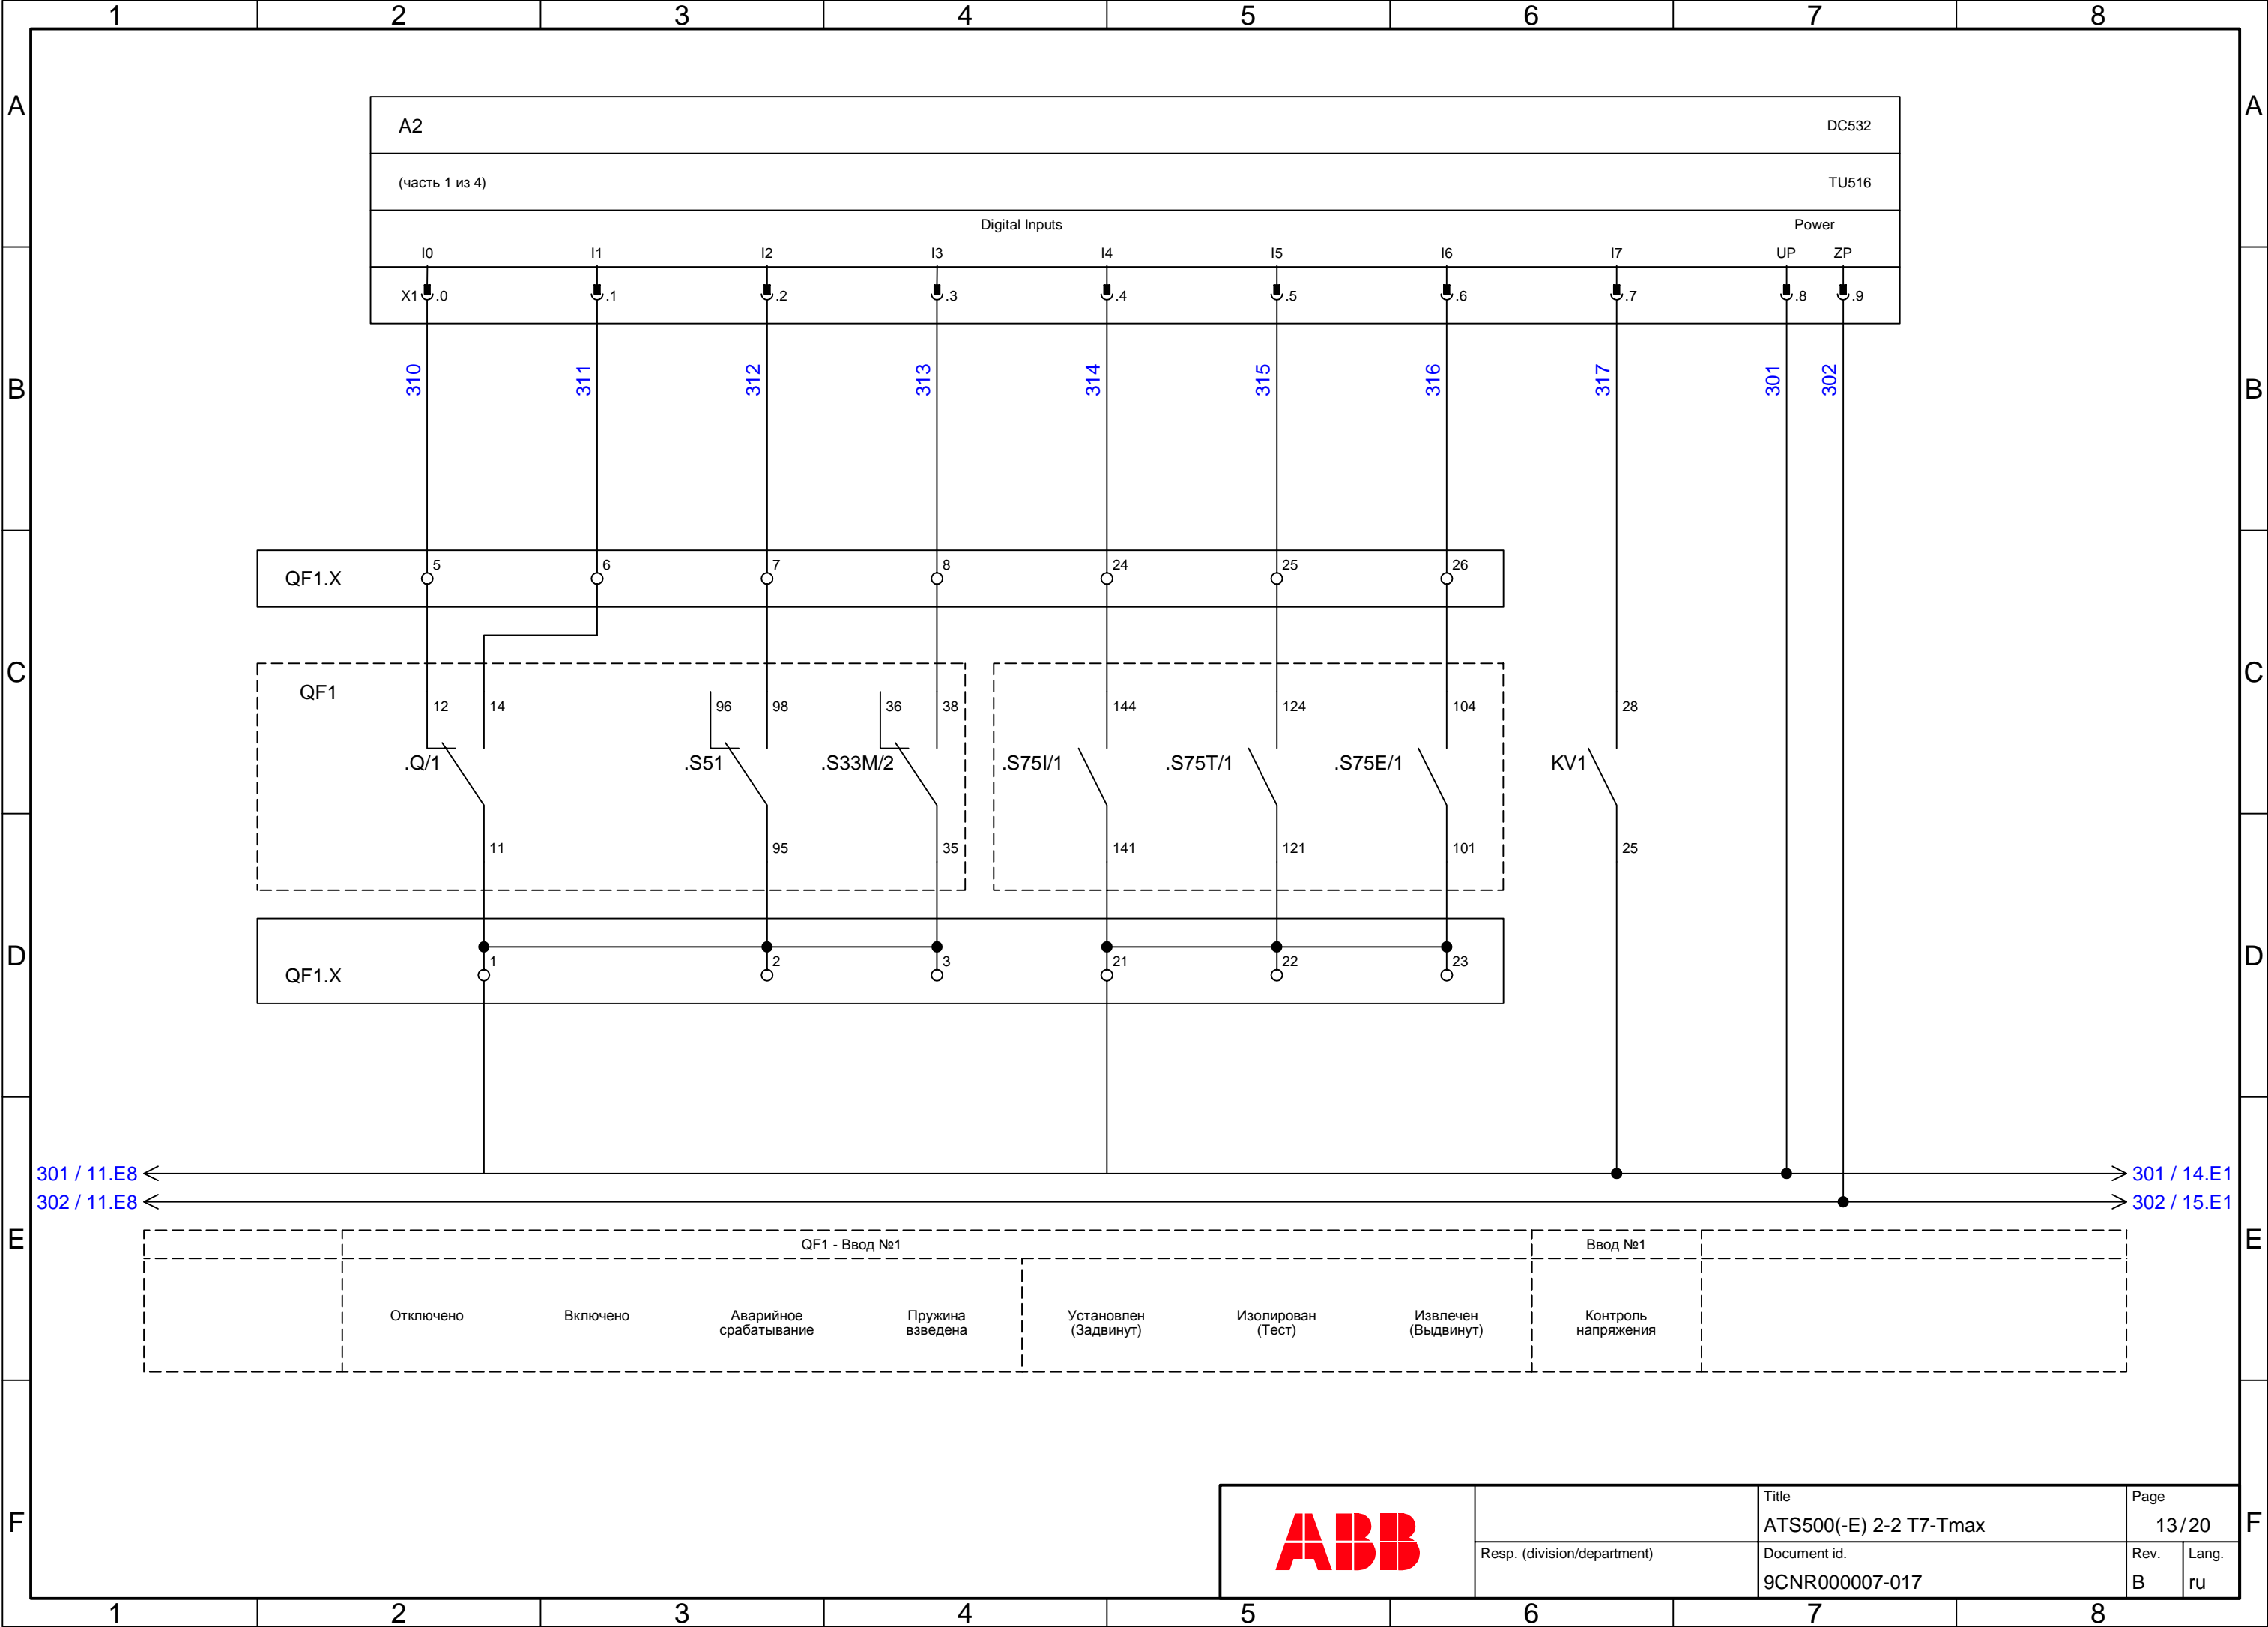 1 2 3 4 5 6 7 8
A A
A2 DC532
(часть 1 из 4) TU516
Digital Inputs Power
I0 I1 I2 I3 I4 I5 I6 I7 UP ZP
X1 .0 .1 .2 .3 .4 .5 .6 .7 .8 .9
310 311 312 313 314 315 316 317 301 302
B B
QF1.X 5 6 7 8 24 25 26
C C
QF1
12 14 96 98 36 38 144 124 104 28
.Q/1 .S51 .S33M/2 .S75I/1 .S75T/1 .S75E/1 KV1
11 95 35 141 121 101 25
D D
QF1.X 1 2 3 21 22 23
301 / 11.E8 301 / 14.E1
302 / 11.E8 302 / 15.E1
E E
QF1 - Ввод №1 Ввод №1
Отключено Включено Аварийное срабатывание Пружина взведена Установлен (Задвинут) Изолирован (Тест) Извлечен (Выдвинут) Контроль напряжения
F F
ABB
Title
ATS500(-E) 2-2 T7-Tmax
Page
13/20
Resp. (division/department)
Document id.
9CNR000007-017
Rev.
B
Lang.
ru
1 2 3 4 5 6 7 8